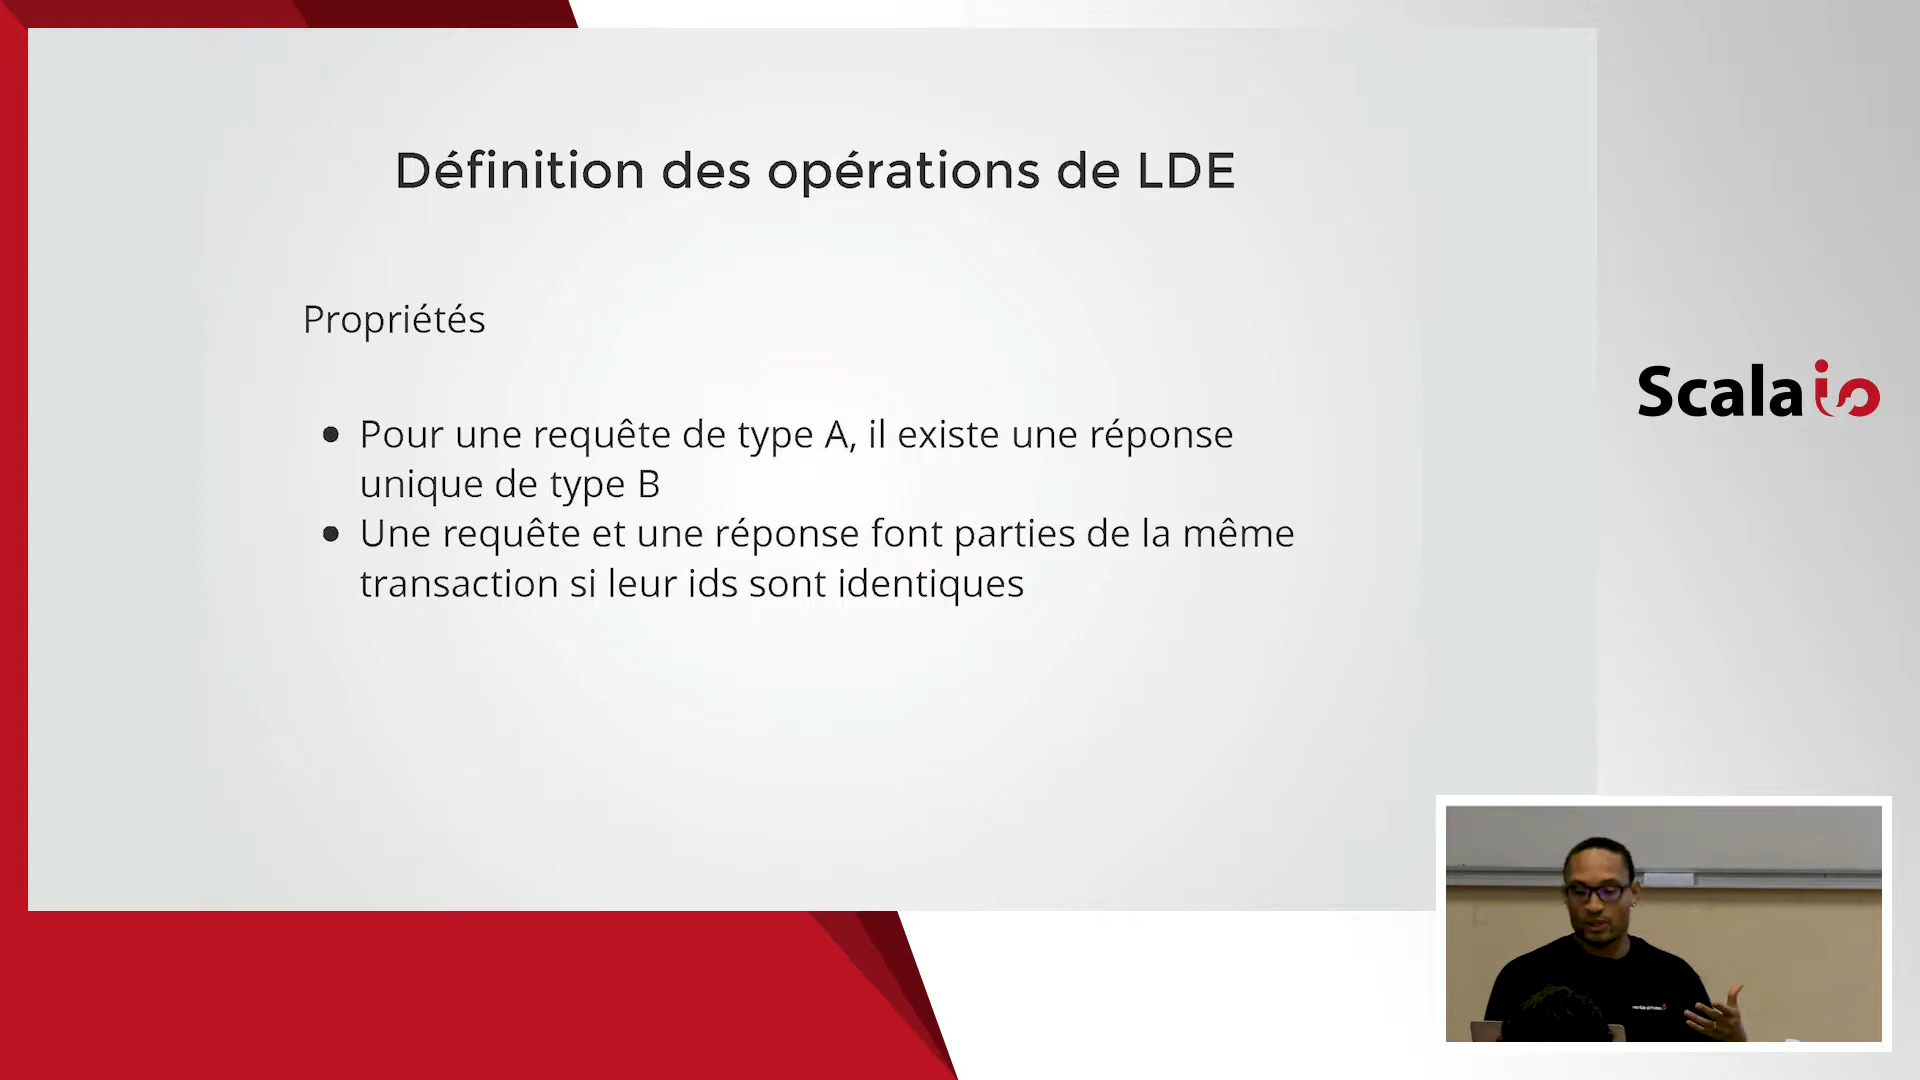 Définition des opérations de LDE
Propriétés
Pour une requête de type A, il existe une réponse
unique de type B
Une requête et une réponse font parties de la même
transaction si leur ids sont identiques
Scala io